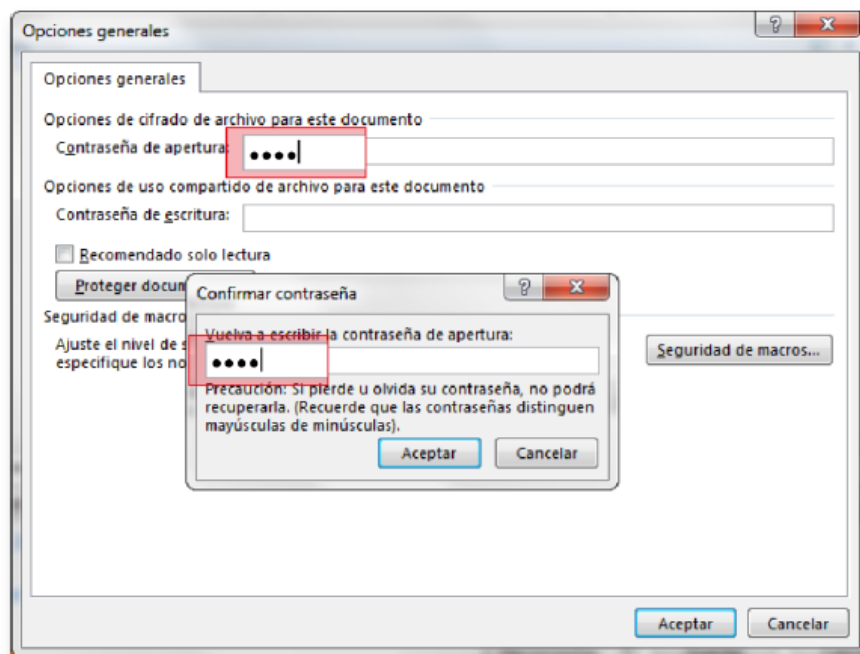 Opciones generales
Opciones generales
Opciones de cifrado de archivo para este documento
Contraseña de apertura: ••••
Opciones de uso compartido de archivo para este documento
Contraseña de escritura:
Recomendado solo lectura
Proteger docum
Seguridad de macro
Ajuste el nivel de s
especifique los no
Seguridad de macros...
Confirmar contraseña
Vuelva a escribir la contraseña de apertura:
••••
Precaución: Si pierde u olvida su contraseña, no podrá
recuperarla. (Recuerde que las contraseñas distinguen
mayúsculas de minúsculas).
Aceptar Cancelar
Aceptar Cancelar